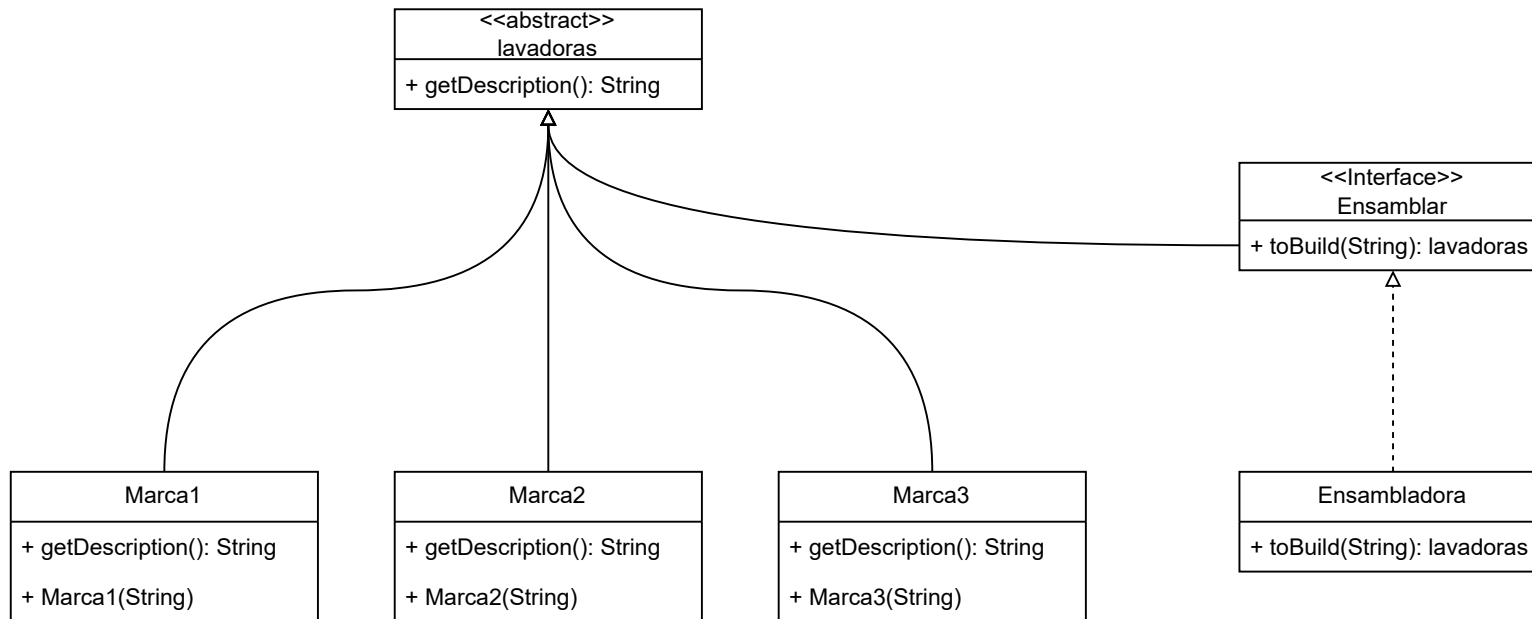 <<abstract>>
lavadoras
+ getDescription(): String
<<Interface>>
Ensamblar
+ toBuild(String): lavadoras
Marca1
+ getDescription(): String
+ Marca1(String)
Marca2
+ getDescription(): String
+ Marca2(String)
Marca3
+ getDescription(): String
+ Marca3(String)
Ensambladora
+ toBuild(String): lavadoras